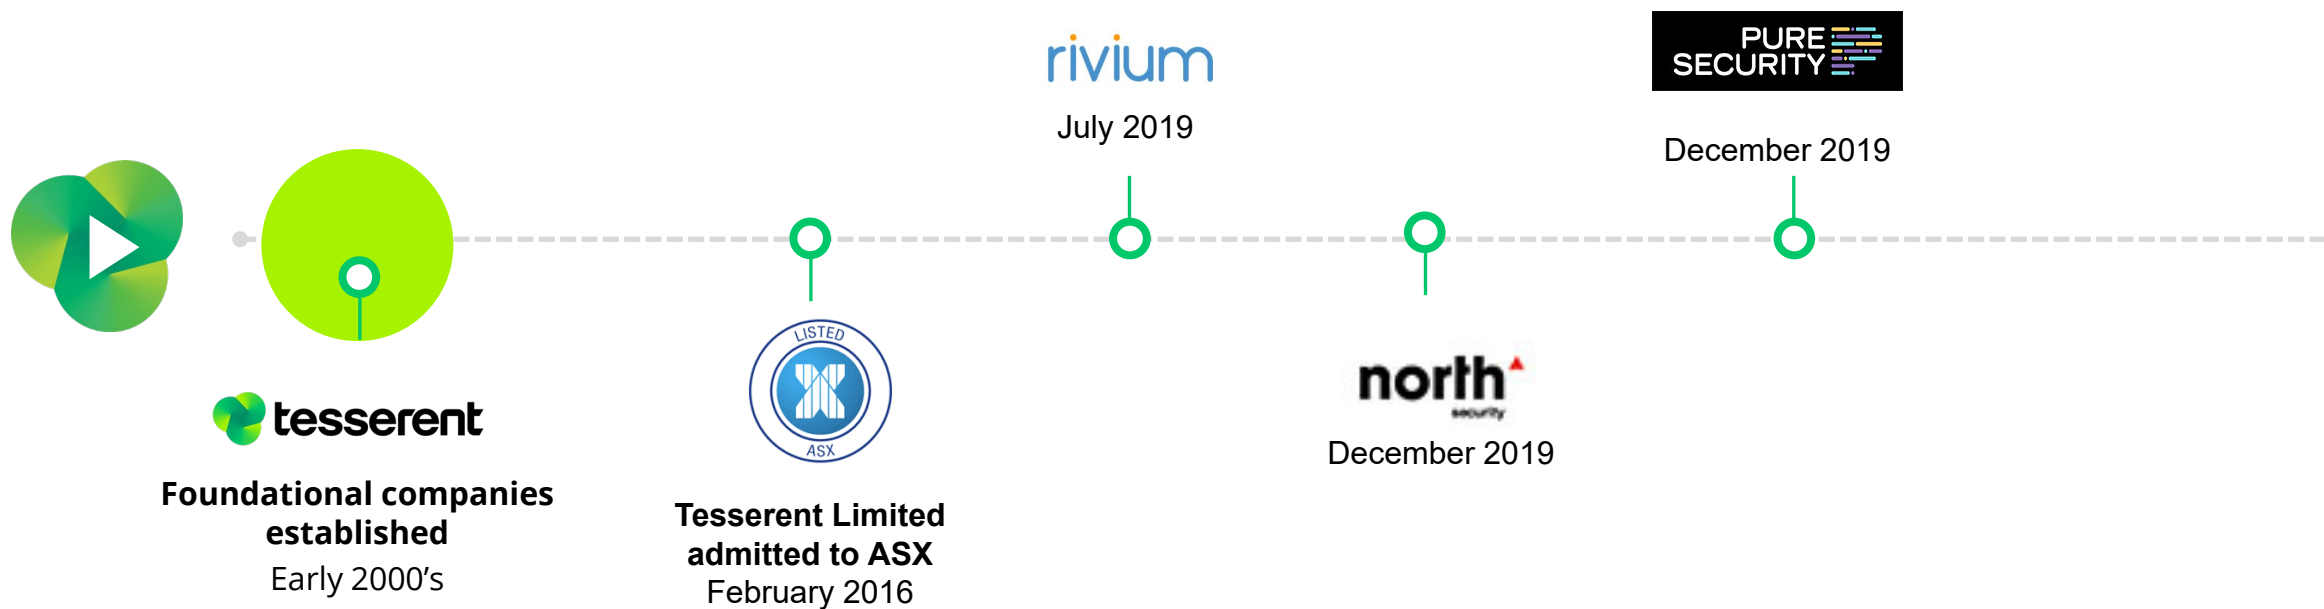 tesserent
Foundational companies
established
Early 2000’s
LISTED
ASX
Tesserent Limited
admitted to ASX
February 2016
rivium
July 2019
north
security
December 2019
PURE
SECURITY
December 2019